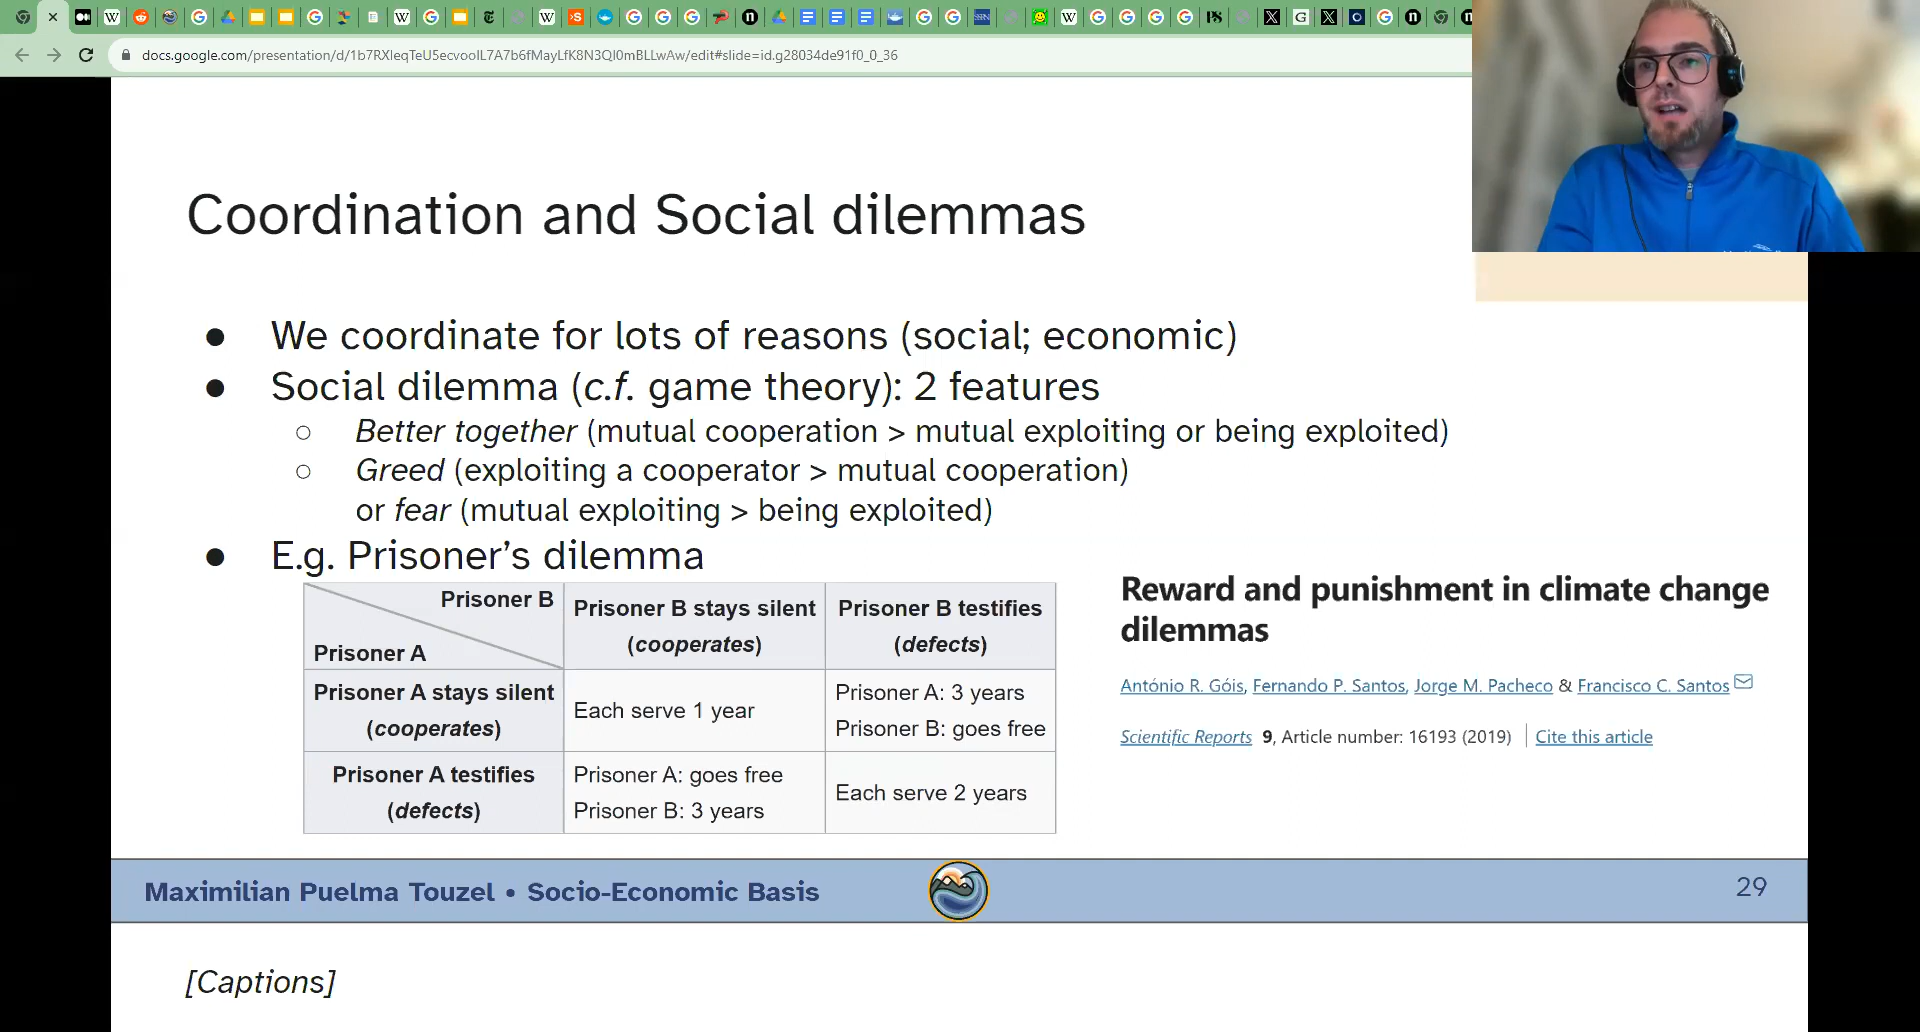 docs.google.com/presentation/d/1b7RXleqTeU5ecvooIL7A7b6fMayLfK8N3QI0mBLLwAw/edit#slide=id.g28034de91f0_0_36
Coordination and Social dilemmas
● We coordinate for lots of reasons (social; economic)
● Social dilemma (c.f. game theory): 2 features
○ Better together (mutual cooperation > mutual exploiting or being exploited)
○ Greed (exploiting a cooperator > mutual cooperation)
or fear (mutual exploiting > being exploited)
● E.g. Prisoner's dilemma
Prisoner B
Prisoner A
Prisoner B stays silent
(cooperates)
Prisoner B testifies
(defects)
Prisoner A stays silent
(cooperates)
Each serve 1 year
Prisoner A: 3 years
Prisoner B: goes free
Prisoner A testifies
(defects)
Prisoner A: goes free
Prisoner B: 3 years
Each serve 2 years
Reward and punishment in climate change
dilemmas
António R. Góis, Fernando P. Santos, Jorge M. Pacheco & Francisco C. Santos
Scientific Reports 9, Article number: 16193 (2019) | Cite this article
Maximilian Puelma Touzel • Socio-Economic Basis
29
[Captions]